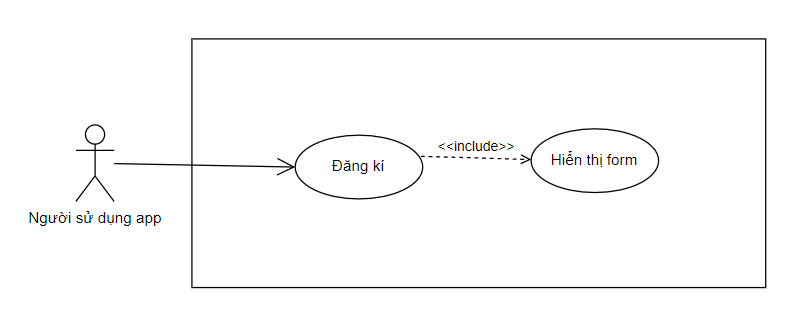 <<include>>
Đăng kí
Hiển thị form
Người sử dụng app